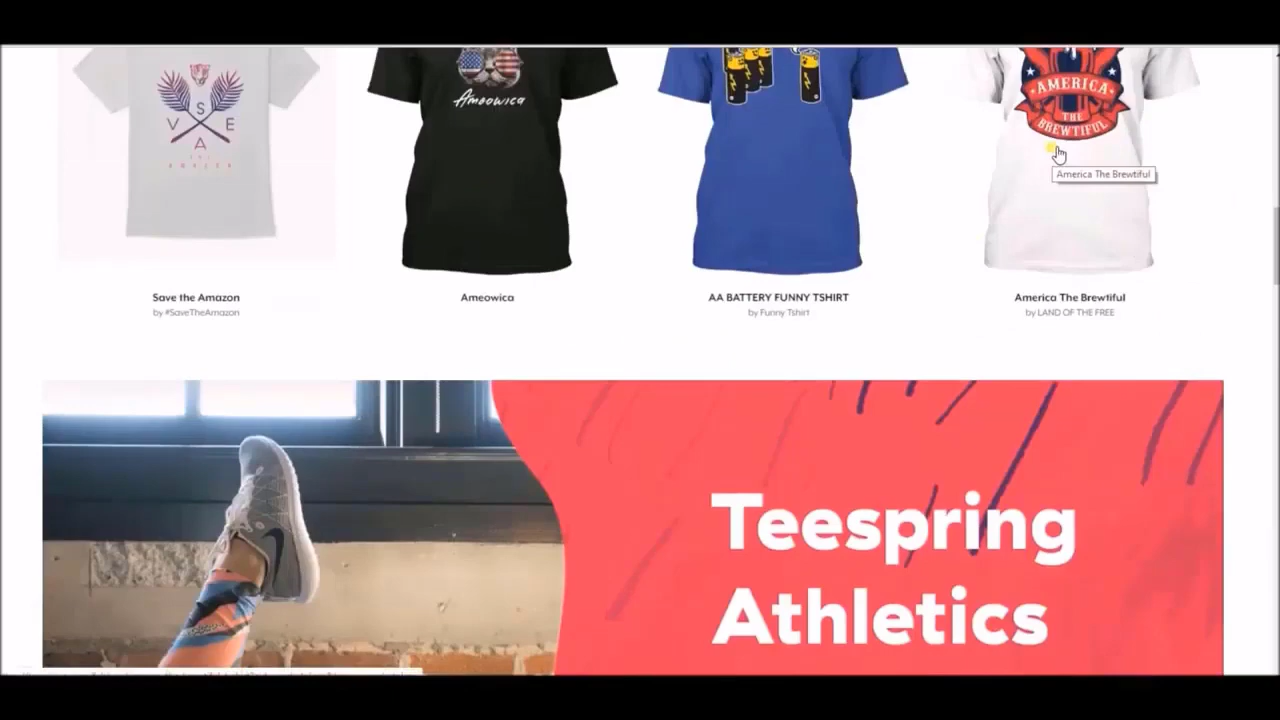 S
V E
A
Ameowica
AMERICA
THE
BREWTIFUL
America The Brewtiful
Save the Amazon
by #SaveTheAmazon
Ameowica
AA BATTERY FUNNY TSHIRT
by Funny Tshirt
America The Brewtiful
by LAND OF THE FREE
Teespring
Athletics